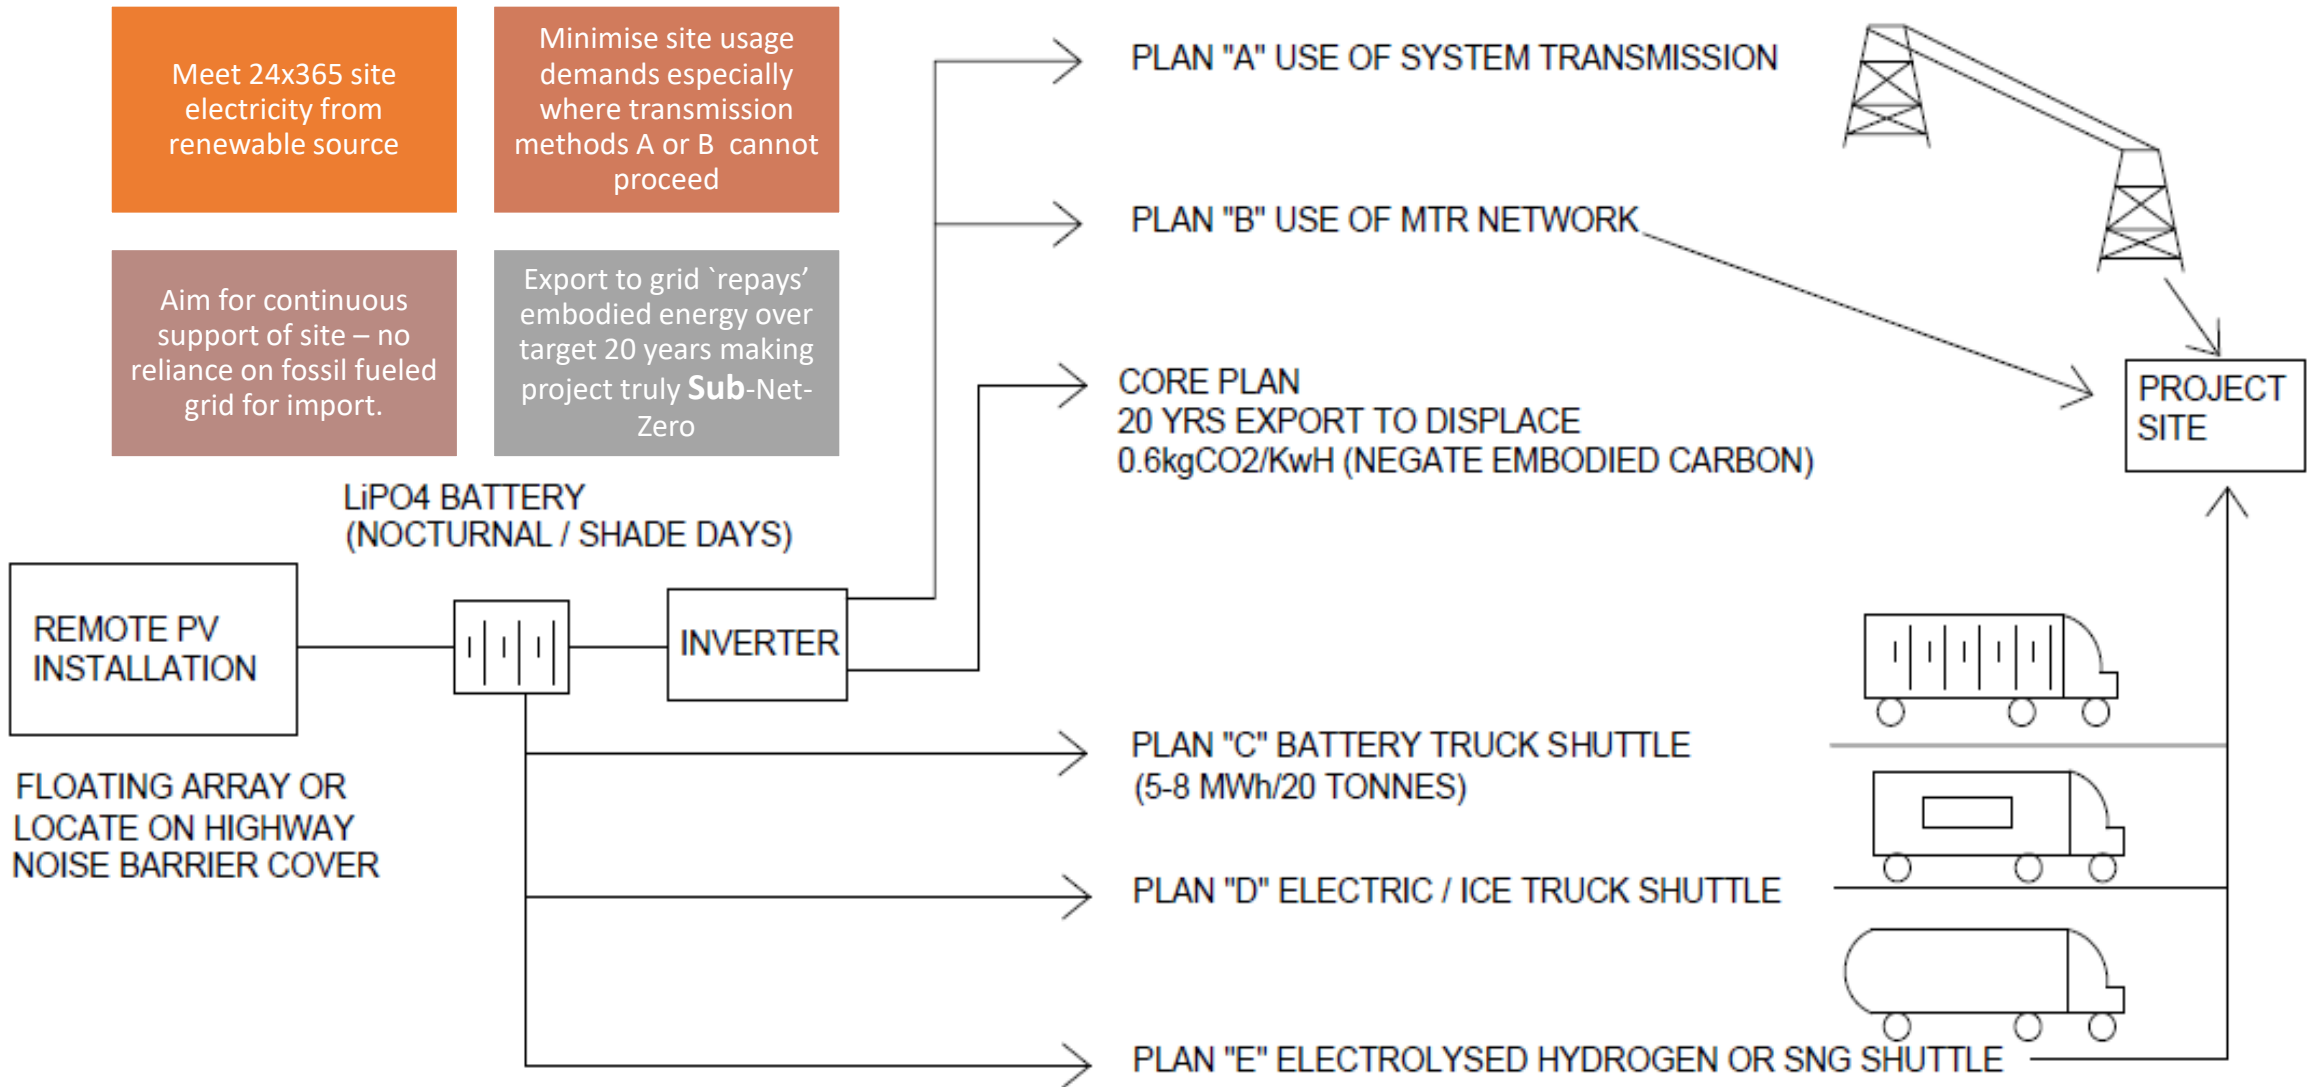 Meet 24x365 site
electricity from
renewable source
Minimise site usage
demands especially
where transmission
methods A or B cannot
proceed
Aim for continuous
support of site – no
reliance on fossil fueled
grid for import.
Export to grid `repays’
embodied energy over
target 20 years making
project truly Sub-Net-
Zero
PLAN "A" USE OF SYSTEM TRANSMISSION
PLAN "B" USE OF MTR NETWORK
CORE PLAN
20 YRS EXPORT TO DISPLACE
0.6kgCO2/KwH (NEGATE EMBODIED CARBON)
PROJECT
SITE
LiPO4 BATTERY
(NOCTURNAL / SHADE DAYS)
REMOTE PV
INSTALLATION
INVERTER
FLOATING ARRAY OR
LOCATE ON HIGHWAY
NOISE BARRIER COVER
PLAN "C" BATTERY TRUCK SHUTTLE
(5-8 MWh/20 TONNES)
PLAN "D" ELECTRIC / ICE TRUCK SHUTTLE
PLAN "E" ELECTROLYSED HYDROGEN OR SNG SHUTTLE